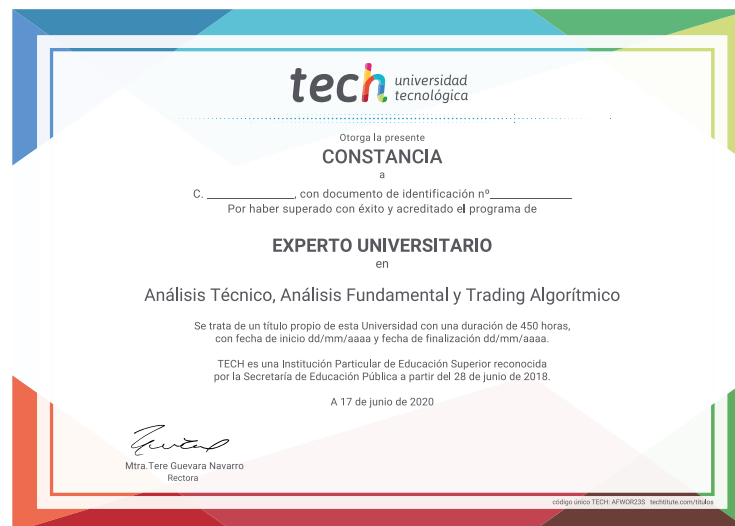 tech universidad
tecnológica
Otorga la presente
CONSTANCIA
a
C. ______________, con documento de identificación nº______________
Por haber superado con éxito y acreditado el programa de
EXPERTO UNIVERSITARIO
en
Análisis Técnico, Análisis Fundamental y Trading Algorítmico
Se trata de un título propio de esta Universidad con una duración de 450 horas,
con fecha de inicio dd/mm/aaaa y fecha de finalización dd/mm/aaaa.
TECH es una Institución Particular de Educación Superior reconocida
por la Secretaría de Educación Pública a partir del 28 de junio de 2018.
A 17 de junio de 2020
Mtra.Tere Guevara Navarro
Rectora
código único TECH: AFWOR23S techtitute.com/titulos